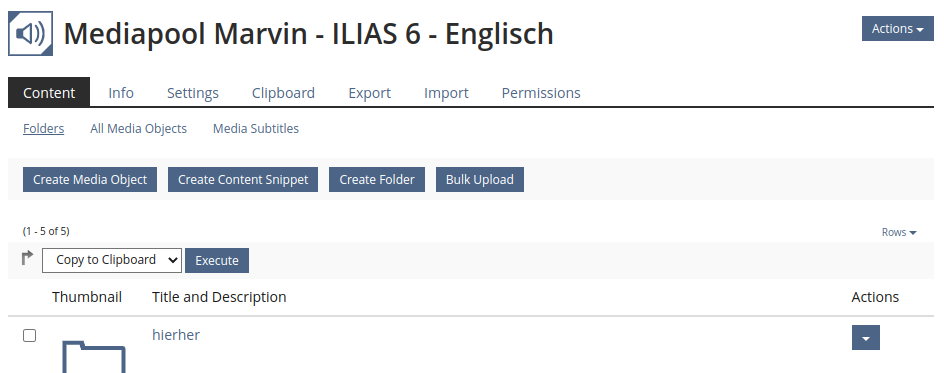 Mediapool Marvin - ILIAS 6 - Englisch
Actions
Content Info Settings Clipboard Export Import Permissions
Folders All Media Objects Media Subtitles
Create Media Object Create Content Snippet Create Folder Bulk Upload
(1 - 5 of 5)
Rows
Copy to Clipboard Execute
Thumbnail Title and Description Actions
hierher